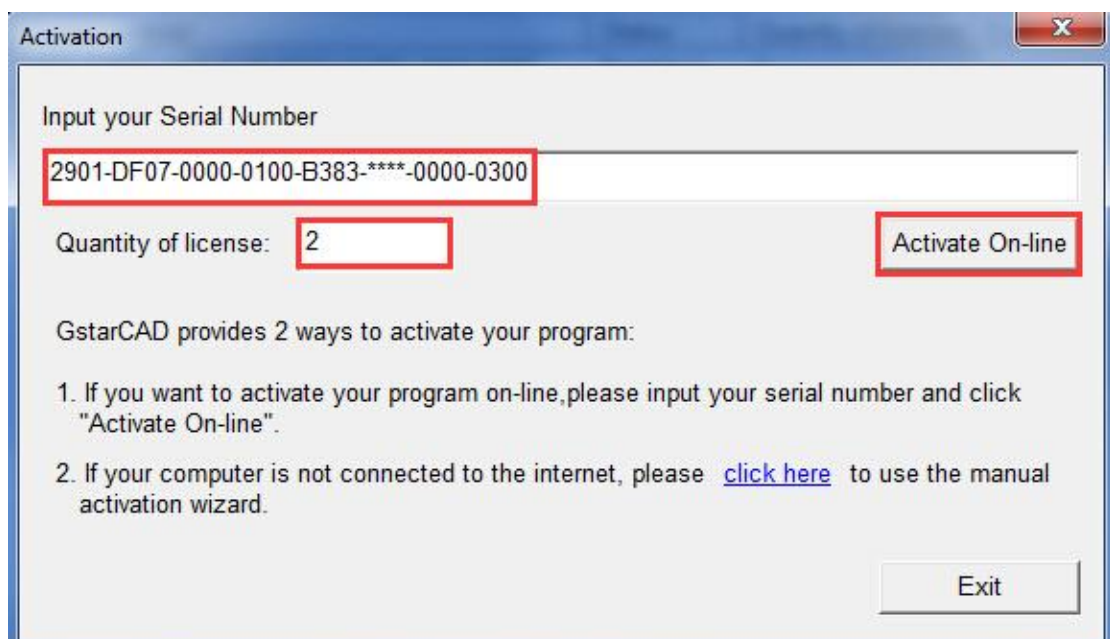 Activation
Input your Serial Number
2901-DF07-0000-0100-B383-****-0000-0300
Quantity of license: 2 Activate On-line
GstarCAD provides 2 ways to activate your program:
1. If you want to activate your program on-line,please input your serial number and click
"Activate On-line".
2. If your computer is not connected to the internet, please click here to use the manual
activation wizard.
Exit